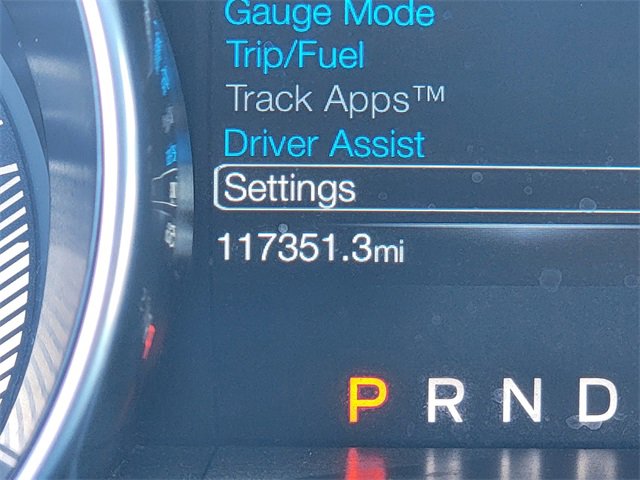 Gauge Mode
Trip/Fuel
Track Apps™
Driver Assist
Settings
117351.3mi
P R N D